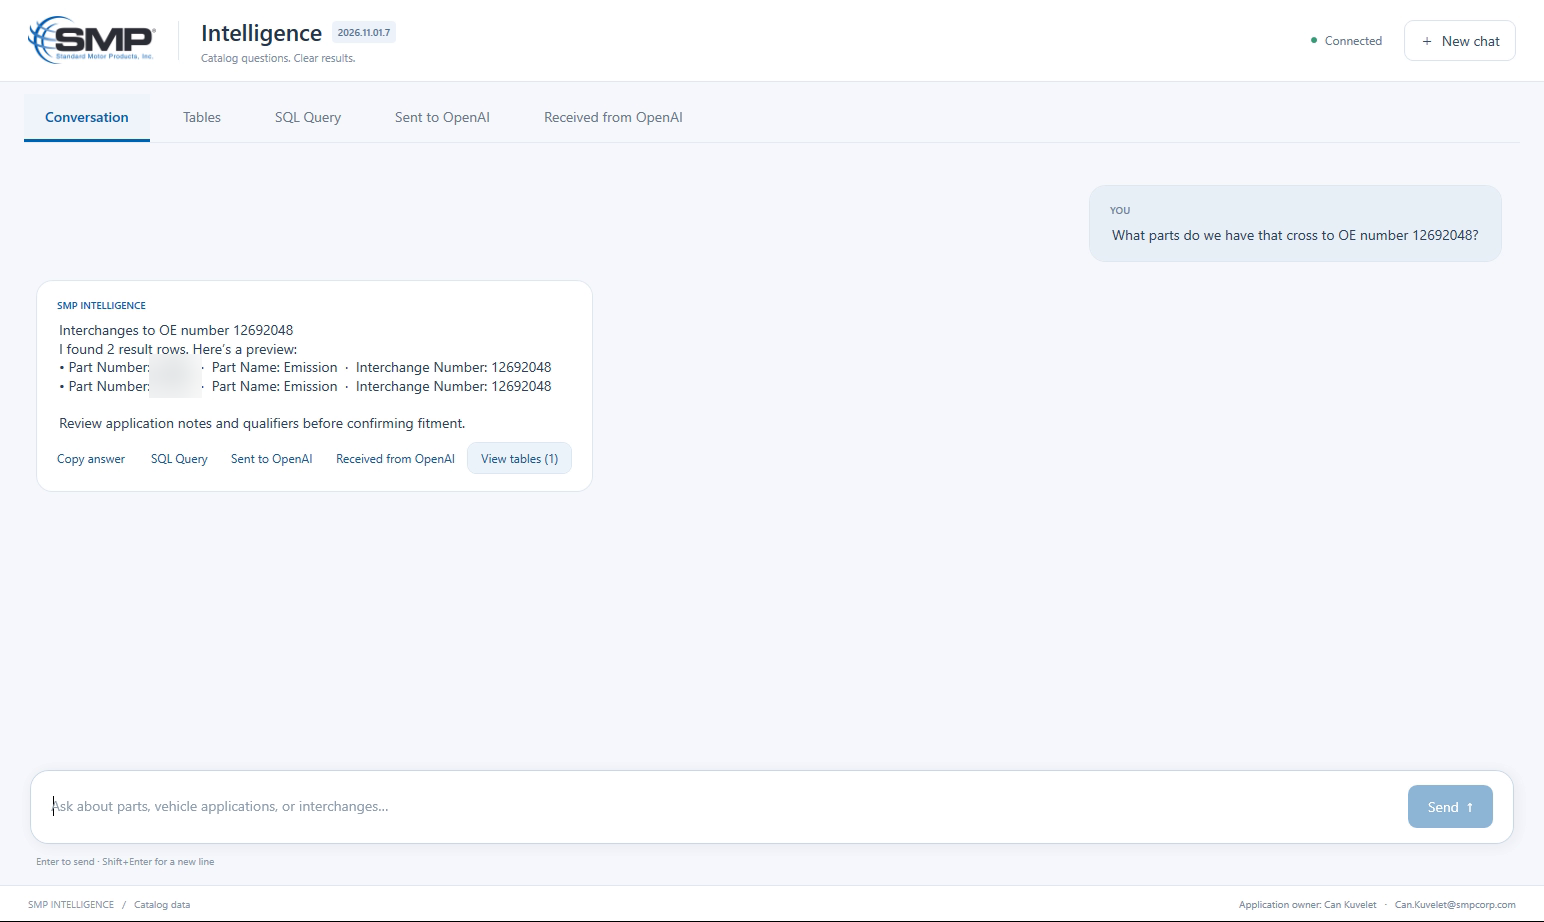 SMP®
Standard Motor Products, Inc.
Intelligence 2026.11.01.7
Catalog questions. Clear results.
Connected
+ New chat
Conversation Tables SQL Query Sent to OpenAI Received from OpenAI
YOU
What parts do we have that cross to OE number 12692048?
SMP INTELLIGENCE
Interchanges to OE number 12692048
I found 2 result rows. Here’s a preview:
• Part Number: · Part Name: Emission · Interchange Number: 12692048
• Part Number: · Part Name: Emission · Interchange Number: 12692048
Review application notes and qualifiers before confirming fitment.
Copy answer SQL Query Sent to OpenAI Received from OpenAI View tables (1)
Ask about parts, vehicle applications, or interchanges...
Send ↑
Enter to send · Shift+Enter for a new line
SMP INTELLIGENCE / Catalog data
Application owner: Can Kuvelet · Can.Kuvelet@smpcorp.com